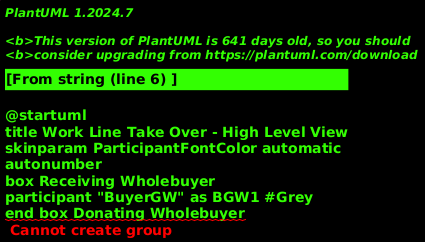 PlantUML 1.2024.7
<b>This version of PlantUML is 641 days old, so you should
<b>consider upgrading from https://plantuml.com/download
[From string (line 6) ]
@startuml
title Work Line Take Over - High Level View
skinparam ParticipantFontColor automatic
autonumber
box Receiving Wholebuyer
participant "BuyerGW" as BGW1 #Grey
end box Donating Wholebuyer
Cannot create group